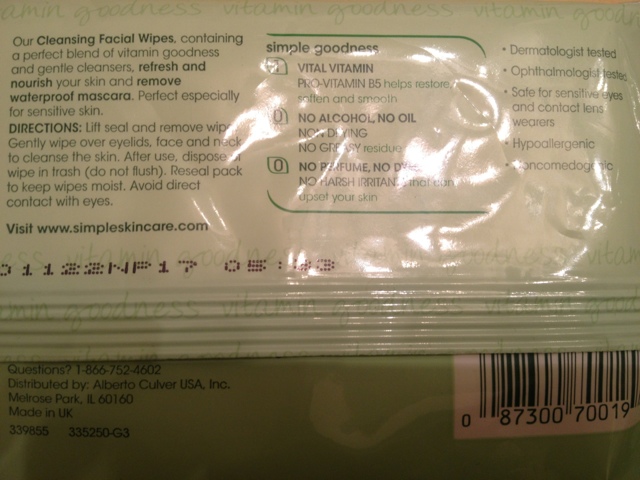 vitamin goodness vitamin goodness vitamin
Our Cleansing Facial Wipes, containing
a perfect blend of vitamin goodness
and gentle cleansers, refresh and
nourish your skin and remove
waterproof mascara. Perfect especially
for sensitive skin.
DIRECTIONS: Lift seal and remove wipe.
Gently wipe over eyelids, face and neck
to cleanse the skin. After use, dispose of
wipe in trash (do not flush). Reseal pack
to keep wipes moist. Avoid direct
contact with eyes.
Visit www.simpleskincare.com
simple goodness
VITAL VITAMIN
PRO-VITAMIN B5 helps restore,
soften and smooth
0 NO ALCOHOL, NO OIL
NON DRYING
NO GREASY residue
0 NO PERFUME, NO DYE
NO HARSH IRRITANTS that can
upset your skin
• Dermatologist tested
• Ophthalmologist tested
• Safe for sensitive eyes
and contact lens
wearers
• Hypoallergenic
• Noncomedogenic
01122NP17 05:
vitamin goodness vitamin goodness
Questions? 1-866-752-4602
Distributed by: Alberto Culver USA, Inc.
Melrose Park, IL 60160
Made in UK
339855 335250-G3
0 87300 70019